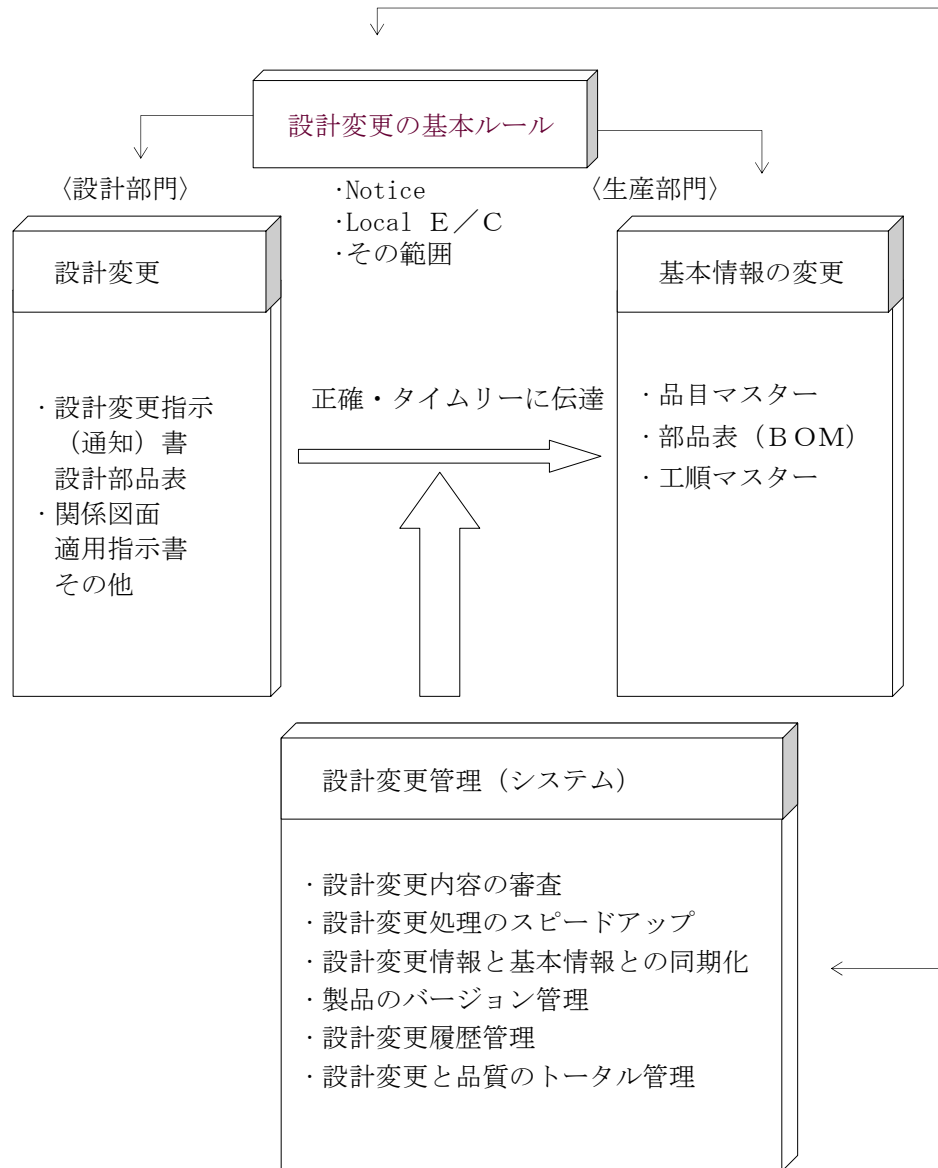 設計変更の基本ルール
〈設計部門〉
·Notice
·Local Ｅ／Ｃ
·その範囲
〈生産部門〉
設計変更
基本情報の変更
· 設計変更指示
（通知）書
設計部品表
· 関係図面
適用指示書
その他
正確・タイムリーに伝達
· 品目マスター
· 部品表（ＢＯＭ）
· 工順マスター
設計変更管理（システム）
· 設計変更内容の審査
· 設計変更処理のスピードアップ
· 設計変更情報と基本情報との同期化
· 製品のバージョン管理
· 設計変更履歴管理
· 設計変更と品質のトータル管理